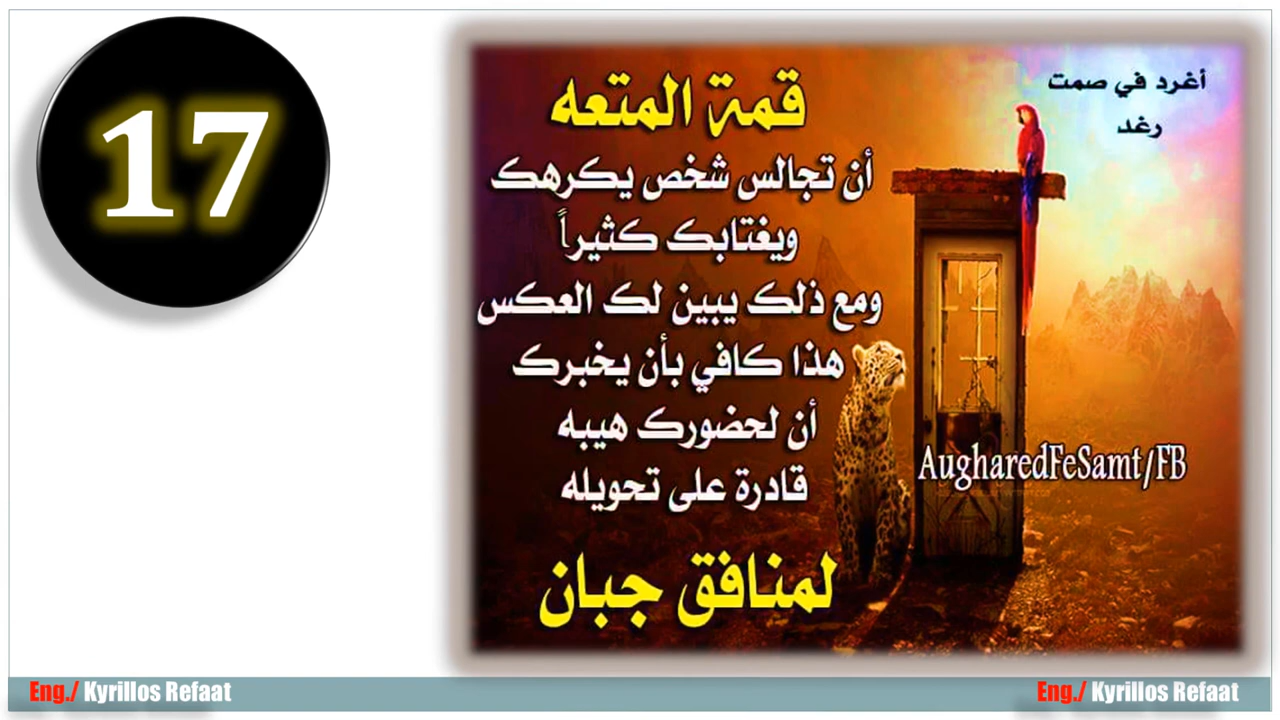 17
قمة المتعه
أن تجالس شخص يكرهك
ويغتابك كثيراً
ومع ذلك يبين لك العكس
هذا كافي بأن يخبرك
أن لحضورك هيبه
قادرة على تحويله
لمنافق جبان
أغرد في صمت
رغد
AugharedFeSamt/FB
Eng./ Kyrillos Refaat
Eng./ Kyrillos Refaat